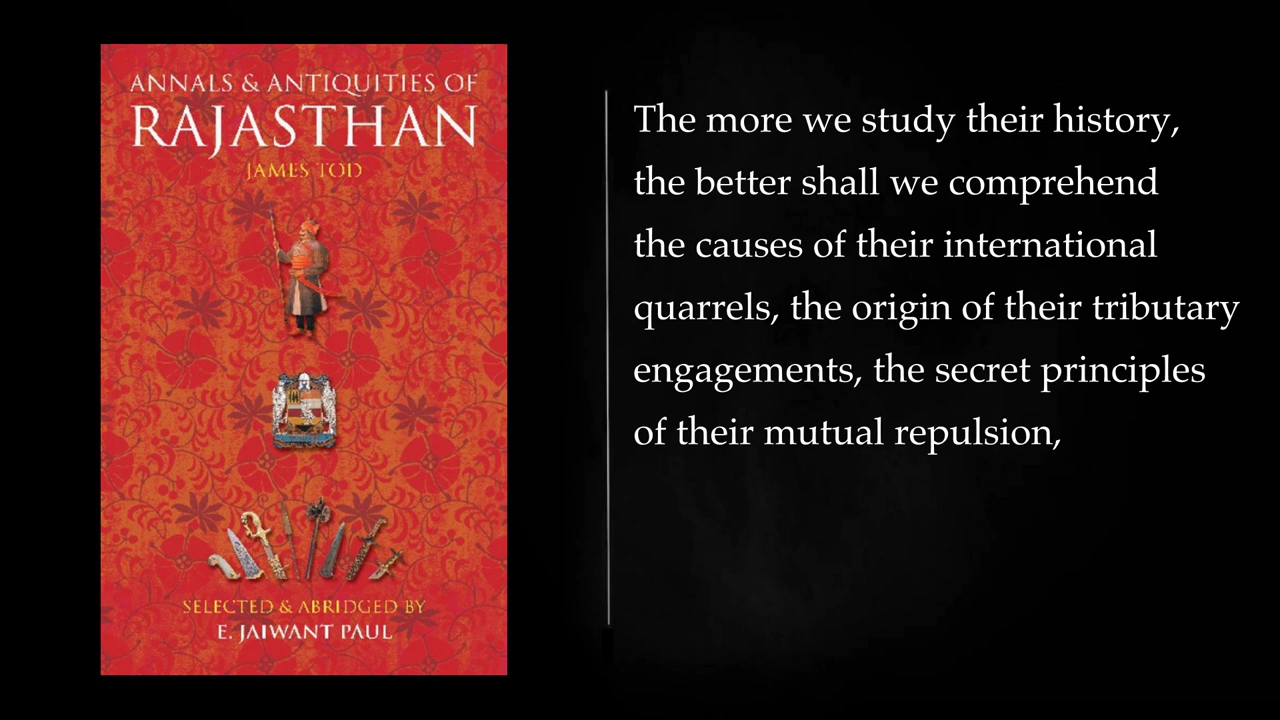 ANNALS & ANTIQUITIES OF
RAJASTHAN
JAMES TOD
SELECTED & ABRIDGED BY
E. JAIWANT PAUL
The more we study their history,
the better shall we comprehend
the causes of their international
quarrels, the origin of their tributary
engagements, the secret principles
of their mutual repulsion,